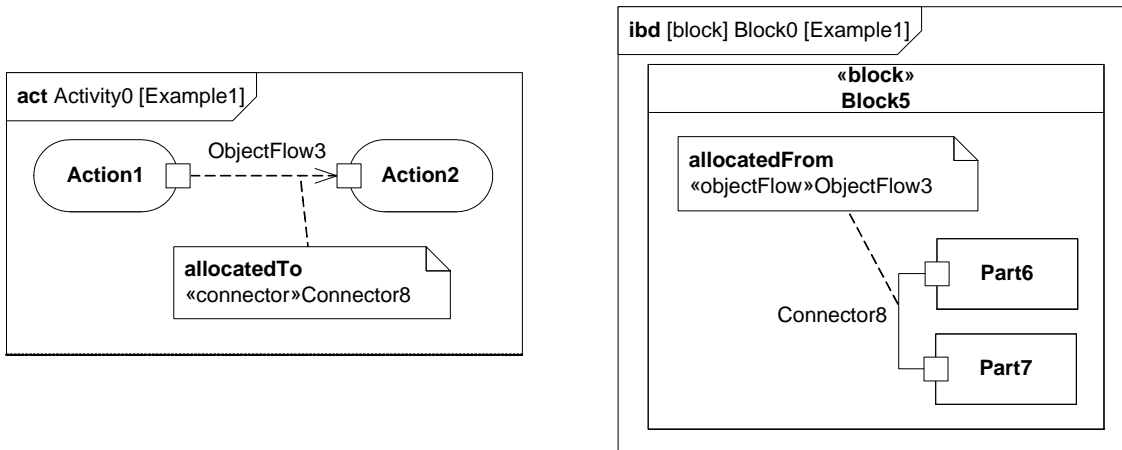 act Activity0 [Example1]
ObjectFlow3
Action1
Action2
allocatedTo
«connector»Connector8
ibd [block] Block0 [Example1]
«block»
Block5
allocatedFrom
«objectFlow»ObjectFlow3
Part6
Connector8
Part7